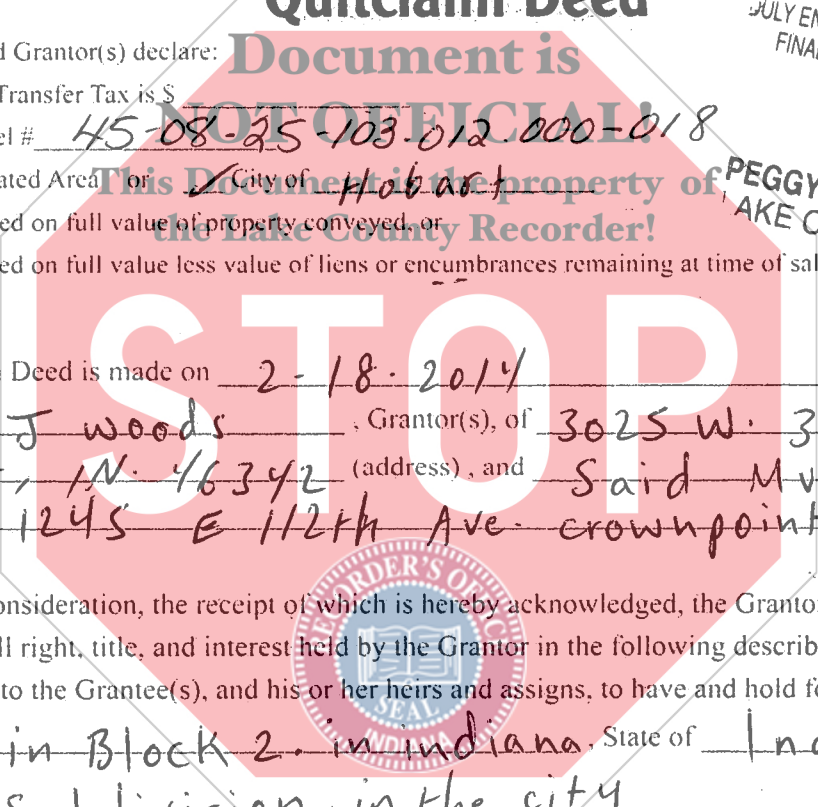 Quitclaim Deed
JULY EN
FINA
d Grantor(s) declare:
Document is
Transfer Tax is $
NOT OFFICIAL!
el # 45-08-25-103.012.000-018
ated Area or ✓ City of Hobart
This Document is the property of
PEGGY
AKE C
ed on full value of property conveyed, or
the Lake County Recorder!
ed on full value less value of liens or encumbrances remaining at time of sal
STOP
Deed is made on 2-18-2014
J woods, Grantor(s), of 3025 W. 3
, IN. 46342 (address), and Said Mv
1245 E 112th Ave. crownpoint
onsideration, the receipt of which is hereby acknowledged, the Granto
ll right, title, and interest held by the Grantor in the following describ
to the Grantee(s), and his or her heirs and assigns, to have and hold f
RECORDER'S OFFICE
SEAL
INDIANA
in Block 2. in indiana, State of Ind
in the city